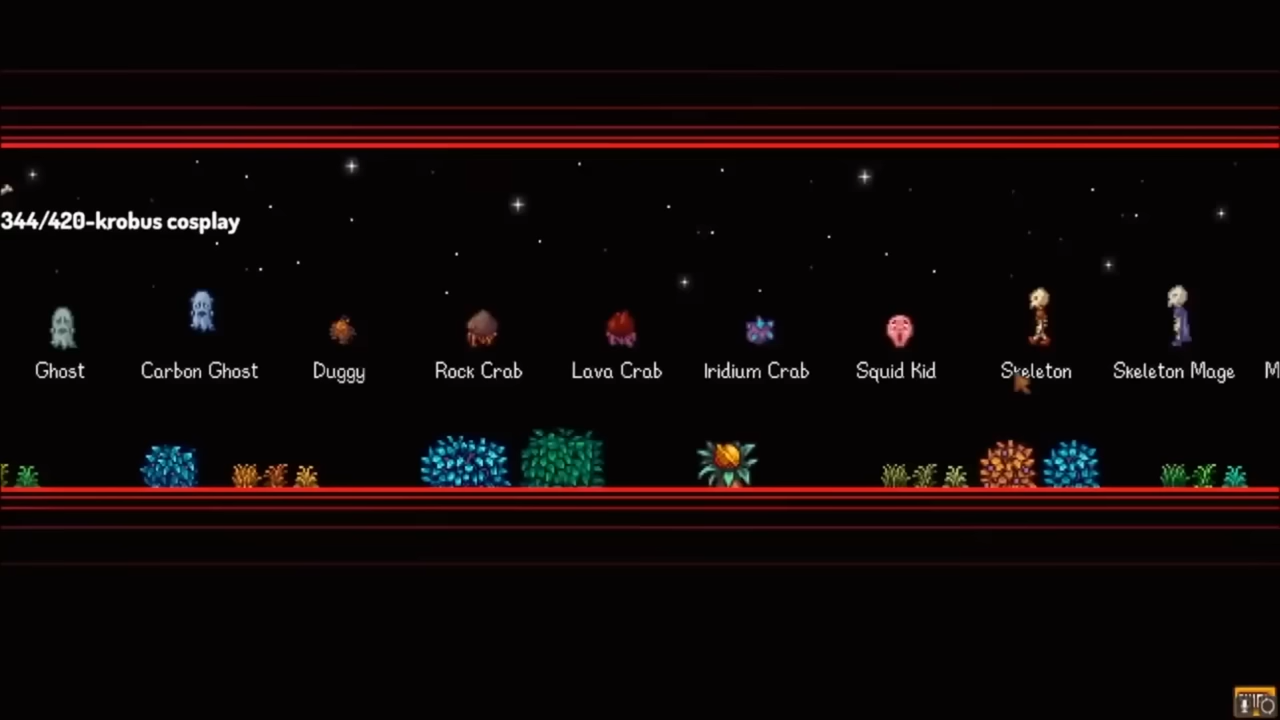 344/420-krobus cosplay
Ghost
Carbon Ghost
Duggy
Rock Crab
Lava Crab
Iridium Crab
Squid Kid
Skeleton
Skeleton Mage
M